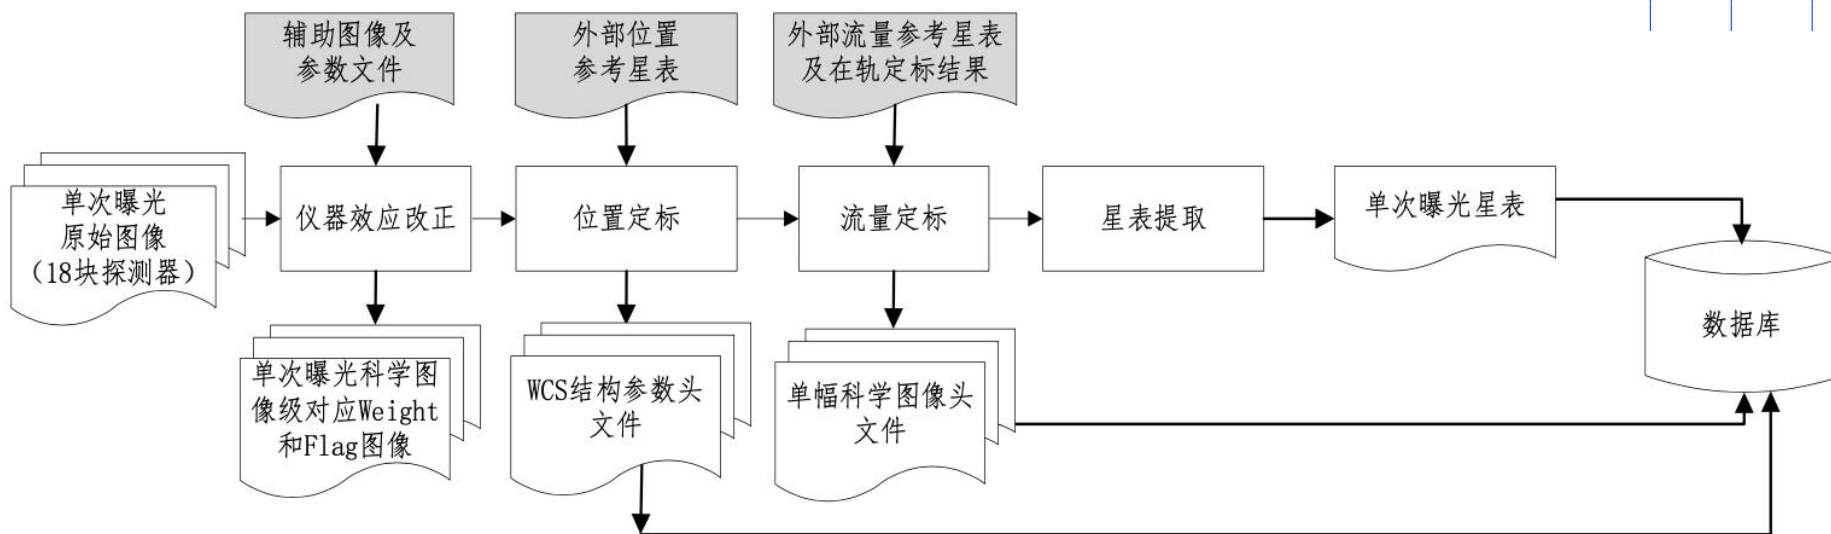 辅助图像及
参数文件
外部位置
参考星表
外部流量参考星表
及在轨定标结果
单次曝光
原始图像
（18块探测器）
仪器效应改正
位置定标
流量定标
星表提取
单次曝光星表
数据库
单次曝光科学图
像级对应Weight
和Flag图像
WCS结构参数头
文件
单幅科学图像头
文件